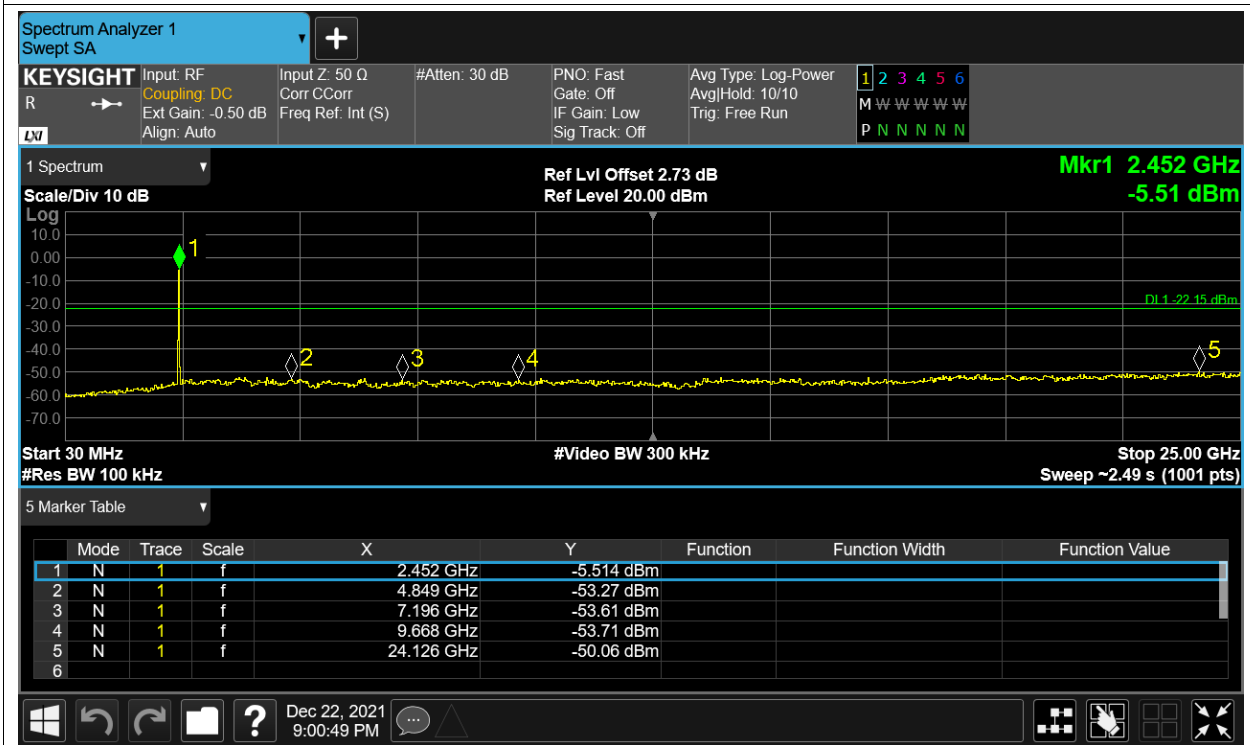 Spectrum Analyzer 1
Swept SA
+
KEYSIGHT Input: RF Input Z: 50 Ω #Atten: 30 dB PNO: Fast Avg Type: Log-Power 1 2 3 4 5 6
R Coupling: DC Corr CCorr Gate: Off Avg|Hold: 10/10 M W W W W W
Ext Gain: -0.50 dB Freq Ref: Int (S) IF Gain: Low Trig: Free Run
LXI Align: Auto Sig Track: Off P N N N N N
1 Spectrum Ref Lvl Offset 2.73 dB Mkr1 2.452 GHz
Scale/Div 10 dB Ref Level 20.00 dBm -5.51 dBm
Log
10.0
1
0.00
-10.0
-20.0 DL1 -22.15 dBm
-30.0
-40.0
2 3 4 5
-50.0
-60.0
-70.0
Start 30 MHz #Video BW 300 kHz Stop 25.00 GHz
#Res BW 100 kHz Sweep ~2.49 s (1001 pts)
5 Marker Table
Mode Trace Scale X Y Function Function Width Function Value
1 N 1 f 2.452 GHz -5.514 dBm
2 N 1 f 4.849 GHz -53.27 dBm
3 N 1 f 7.196 GHz -53.61 dBm
4 N 1 f 9.668 GHz -53.71 dBm
5 N 1 f 24.126 GHz -50.06 dBm
6
? Dec 22, 2021
9:00:49 PM